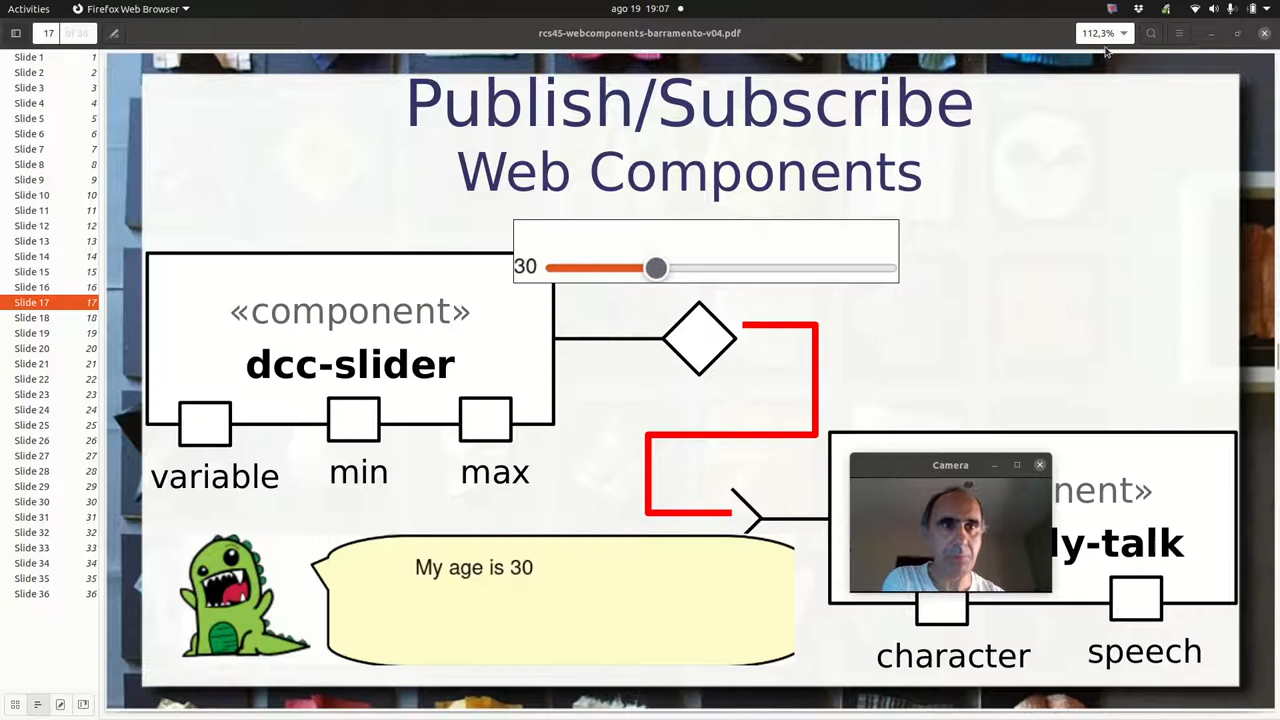 Activities
Firefox Web Browser
ago 19 19:07
17
of 36
rcs45-webcomponents-barramento-v04.pdf
112,3%
Slide 1 1
Slide 2 2
Slide 3 3
Slide 4 4
Slide 5 5
Slide 6 6
Slide 7 7
Slide 8 8
Slide 9 9
Slide 10 10
Slide 11 11
Slide 12 12
Slide 13 13
Slide 14 14
Slide 15 15
Slide 16 16
Slide 17 17
Slide 18 18
Slide 19 19
Slide 20 20
Slide 21 21
Slide 22 22
Slide 23 23
Slide 24 24
Slide 25 25
Slide 26 26
Slide 27 27
Slide 28 28
Slide 29 29
Slide 30 30
Slide 31 31
Slide 32 32
Slide 33 33
Slide 34 34
Slide 35 35
Slide 36 36
Publish/Subscribe
Web Components
30
«component»
dcc-slider
variable
min
max
Camera
nent»
ly-talk
character
speech
My age is 30